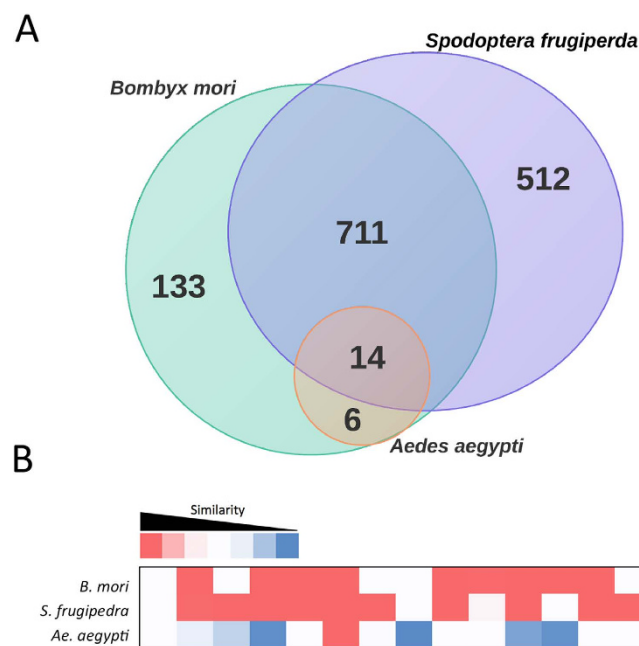 A
Spodoptera frugiperda
Bombyx mori
512
711
133
14
6
Aedes aegypti
B
Similarity
B. mori
S. frugipedra
Ae. aegypti